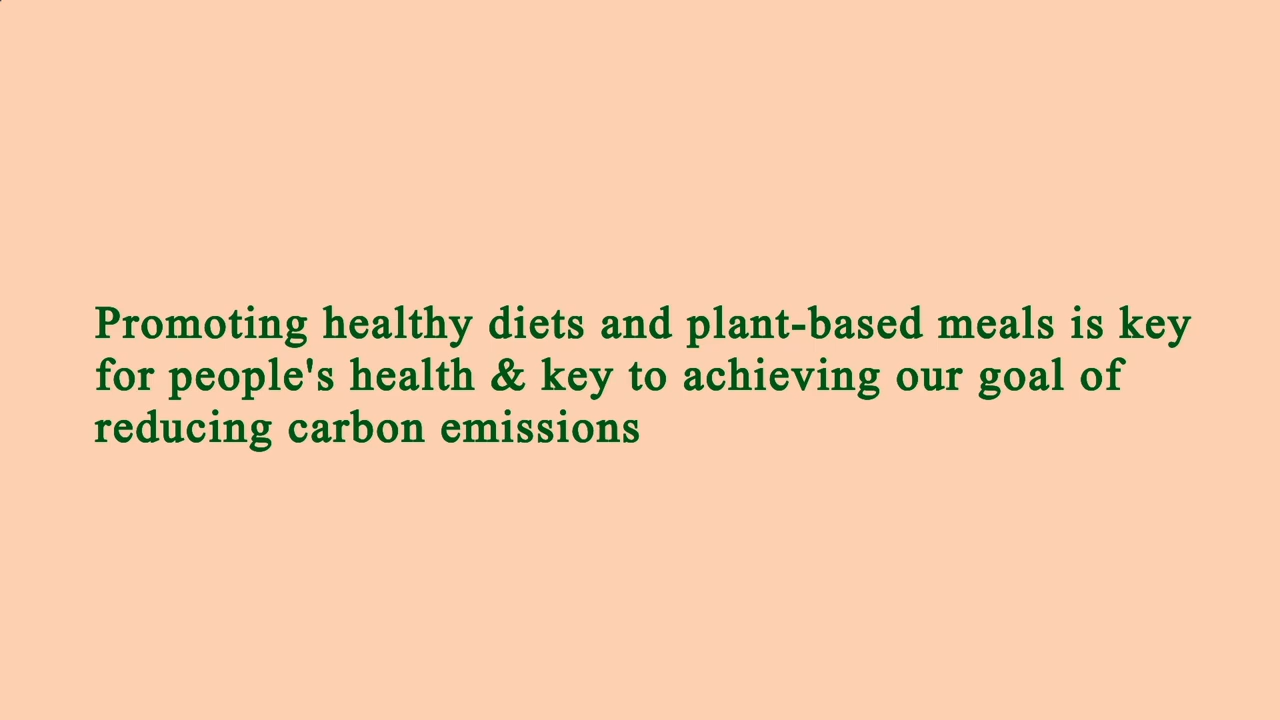 Promoting healthy diets and plant-based meals is key
for people's health & key to achieving our goal of
reducing carbon emissions